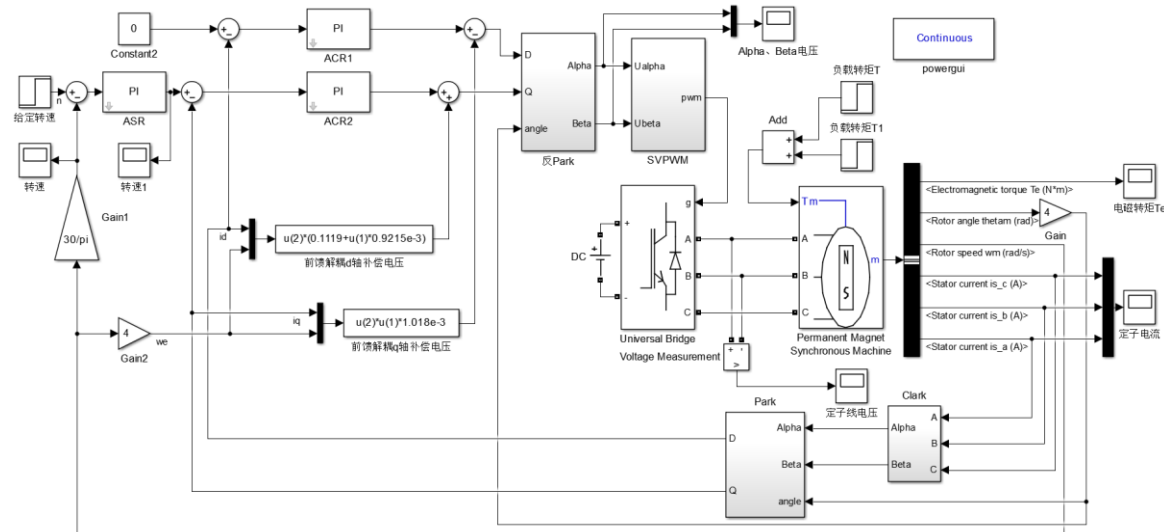 0
Constant2
PI
ACR1
PI
ACR2
n
给定转速
PI
ASR
转速
转速1
Gain1
30/pi
D
Q
angle
Alpha
Beta
反Park
Ualpha
Ubeta
pwm
SVPWM
Alpha、Beta电压
Continuous
powergui
负载转矩T
Add
负载转矩T1
id
u(2)*(0.1119+u(1)*0.9215e-3)
前馈解耦d轴补偿电压
iq
u(2)*u(1)*1.018e-3
前馈解耦q轴补偿电压
4
Gain2
we
DC
+
-
g
A
B
C
Universal Bridge
Voltage Measurement
+ -
v
定子线电压
Tm
A
B
C
N
S
m
Permanent Magnet
Synchronous Machine
<Electromagnetic torque Te (N*m)>
电磁转矩Te
<Rotor angle thetam (rad)>
4
Gain
<Rotor speed wm (rad/s)>
<Stator current is_c (A)>
<Stator current is_b (A)>
<Stator current is_a (A)>
定子电流
Park
D
Q
Alpha
Beta
angle
Clark
Alpha
Beta
A
B
C